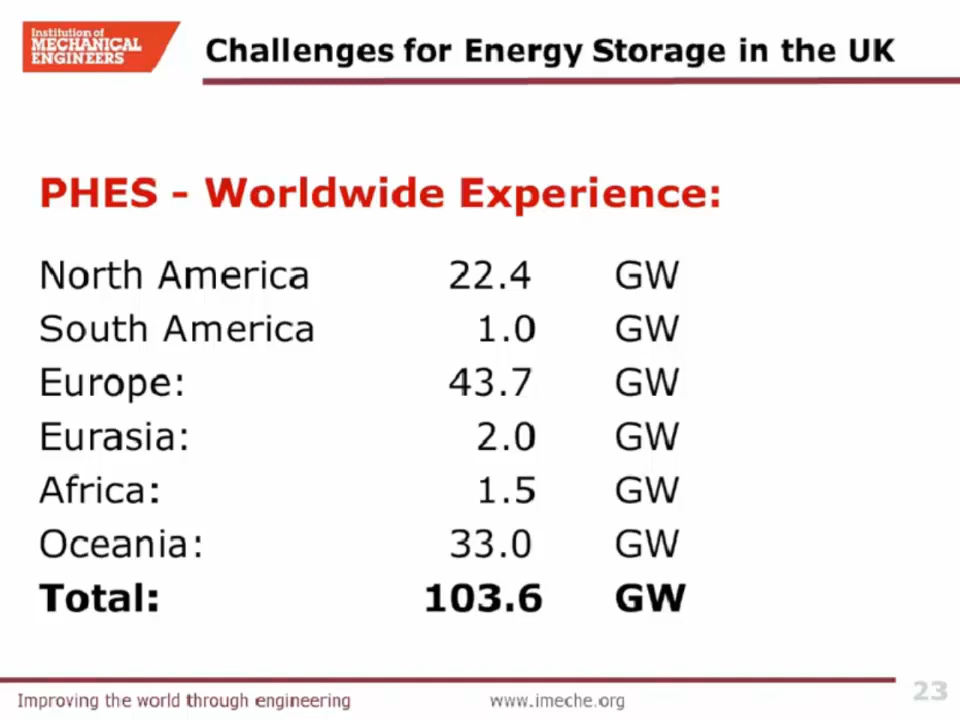 Institution of
MECHANICAL
ENGINEERS
Challenges for Energy Storage in the UK
PHES - Worldwide Experience:
North America 22.4 GW
South America 1.0 GW
Europe: 43.7 GW
Eurasia: 2.0 GW
Africa: 1.5 GW
Oceania: 33.0 GW
Total: 103.6 GW
Improving the world through engineering www.imeche.org 23